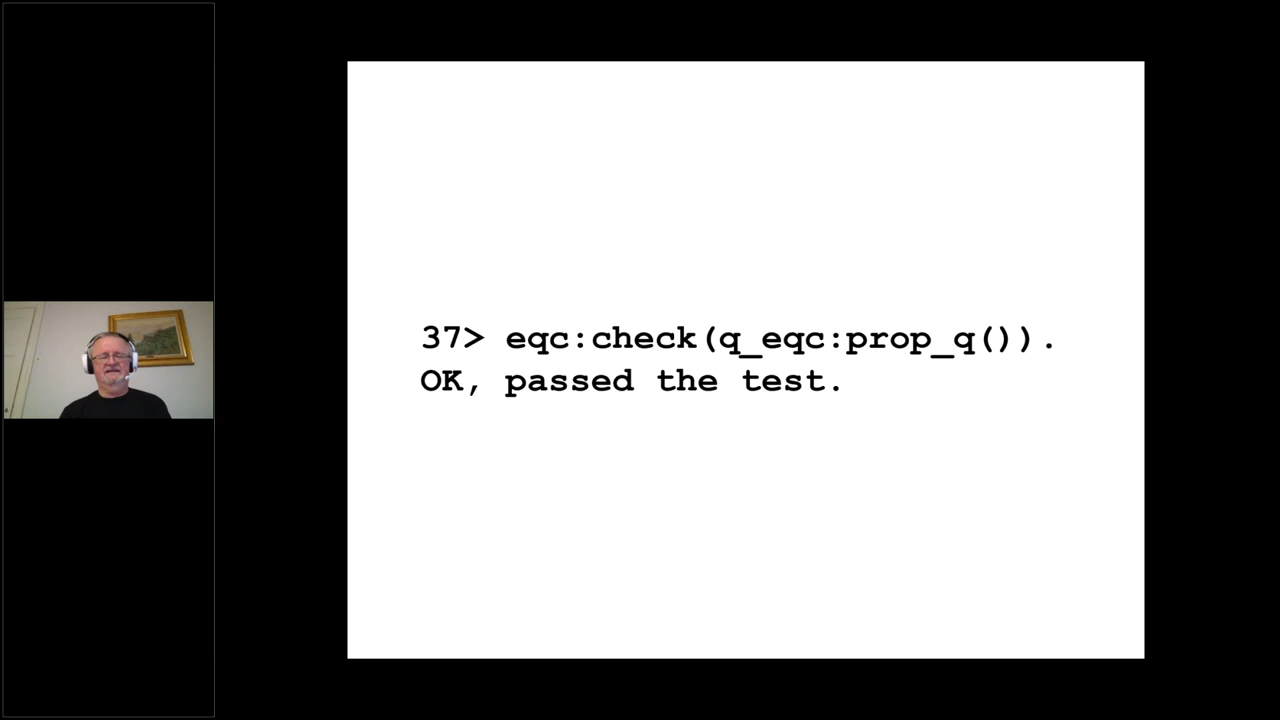 37> eqc:check(q_eqc:prop_q()).
OK, passed the test.